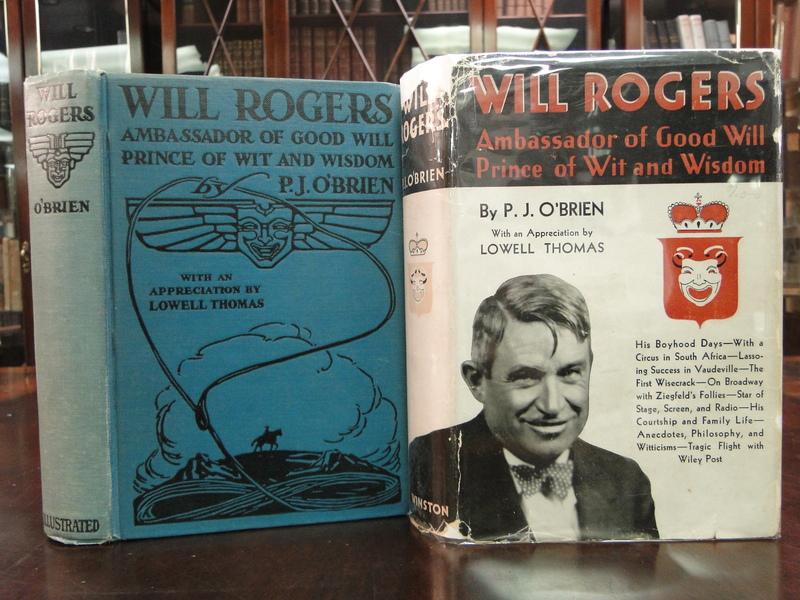 WILL
ROGERS
O'BRIEN
ILLUSTRATED
WILL ROGERS
AMBASSADOR OF GOOD WILL
PRINCE OF WIT AND WISDOM
by P.J. O'BRIEN
WITH AN
APPRECIATION BY
LOWELL THOMAS
WILL
ROGERS
P.J. O'BRIEN
WINSTON
WILL ROGERS
Ambassador of Good Will
Prince of Wit and Wisdom
By P. J. O'BRIEN
With an Appreciation by
LOWELL THOMAS
His Boyhood Days—With a
Circus in South Africa—Lasso-
ing Success in Vaudeville—The
First Wisecrack—On Broadway
with Ziegfeld's Follies—Star of
Stage, Screen, and Radio—His
Courtship and Family Life—
Anecdotes, Philosophy, and
Witticisms—Tragic Flight with
Wiley Post